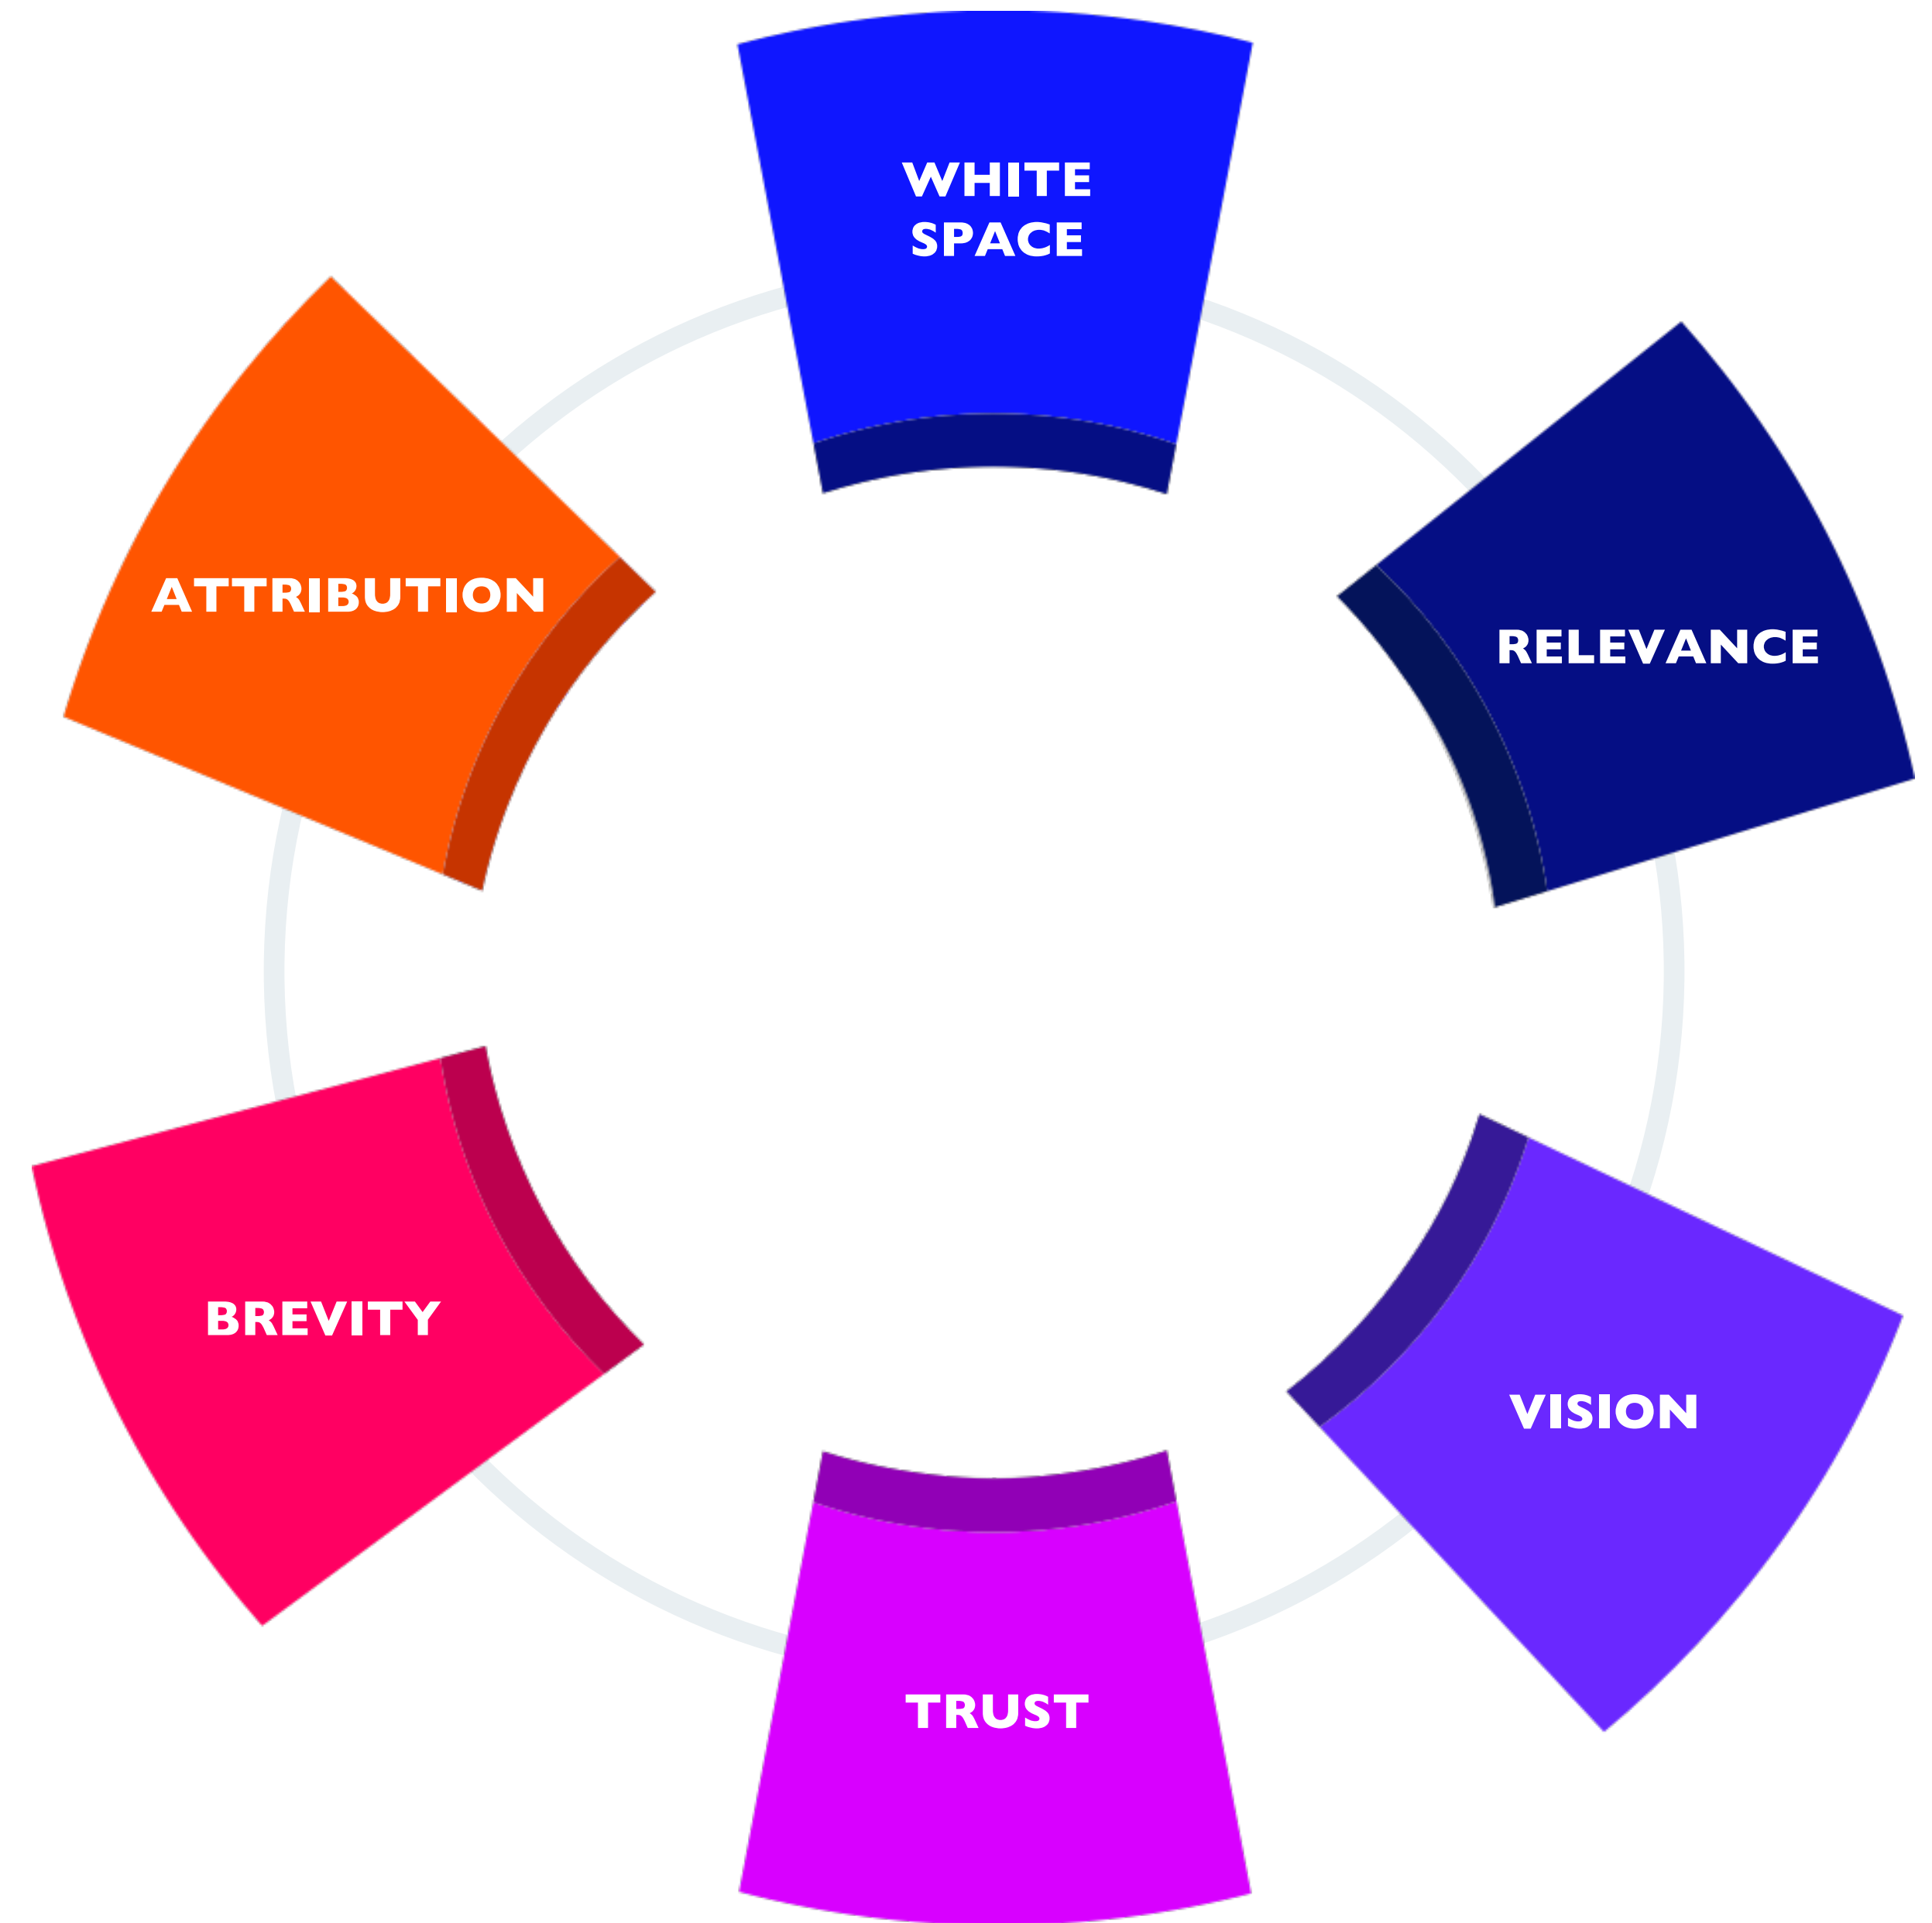 WHITE
SPACE
ATTRIBUTION
RELEVANCE
BREVITY
VISION
TRUST